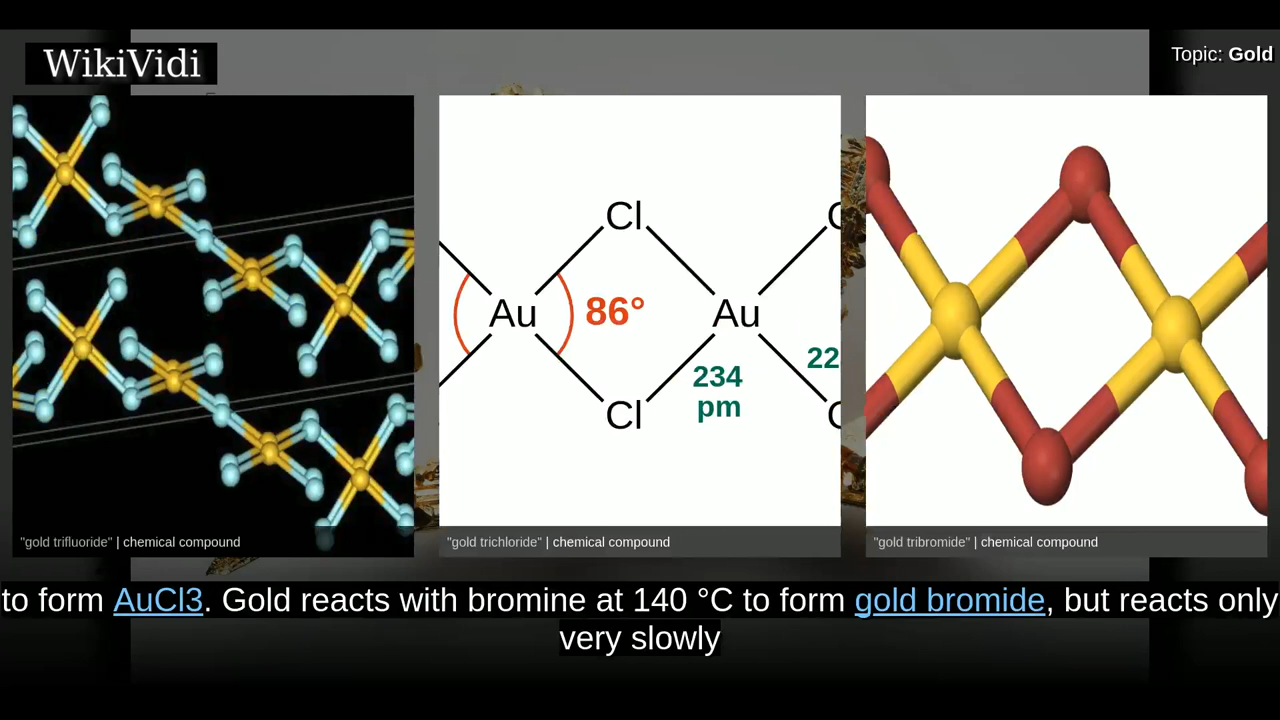 WikiVidi
Topic: Gold
Cl
Au
86°
Au
22
234
pm
Cl
"gold trifluoride" | chemical compound
"gold trichloride" | chemical compound
"gold tribromide" | chemical compound
to form AuCl3. Gold reacts with bromine at 140 °C to form gold bromide, but reacts only
very slowly